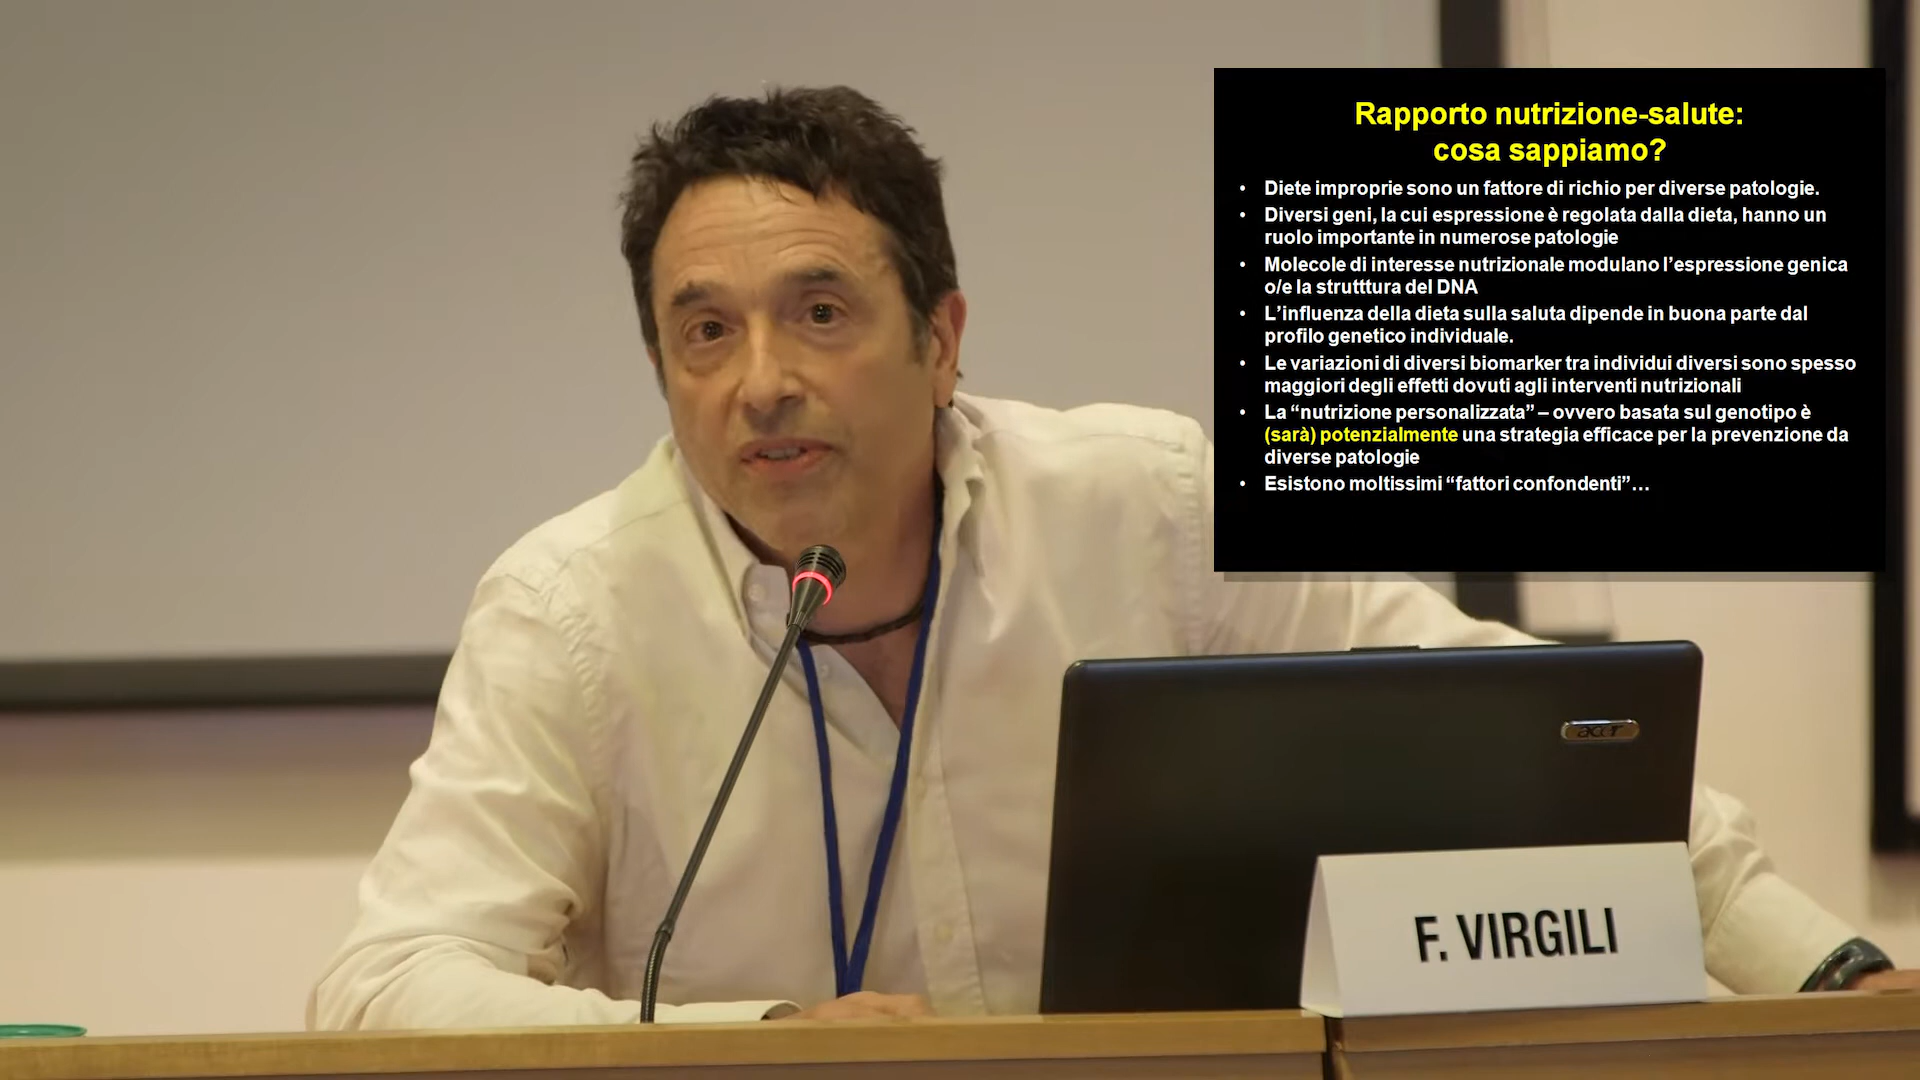 Rapporto nutrizione-salute:
cosa sappiamo?
• Diete improprie sono un fattore di richio per diverse patologie.
• Diversi geni, la cui espressione è regolata dalla dieta, hanno un
ruolo importante in numerose patologie
• Molecole di interesse nutrizionale modulano l’espressione genica
o/e la strutttura del DNA
• L’influenza della dieta sulla saluta dipende in buona parte dal
profilo genetico individuale.
• Le variazioni di diversi biomarker tra individui diversi sono spesso
maggiori degli effetti dovuti agli interventi nutrizionali
• La “nutrizione personalizzata” – ovvero basata sul genotipo è
(sarà) potenzialmente una strategia efficace per la prevenzione da
diverse patologie
• Esistono moltissimi “fattori confondenti”…
acer
F. VIRGILI